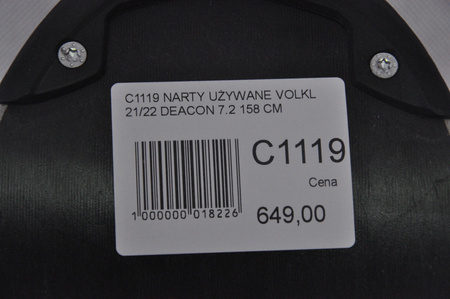 C1119 NARTY UŻYWANE VOLKL
21/22 DEACON 7.2 158 CM
C1119
Cena
1 000000 018226
649,00